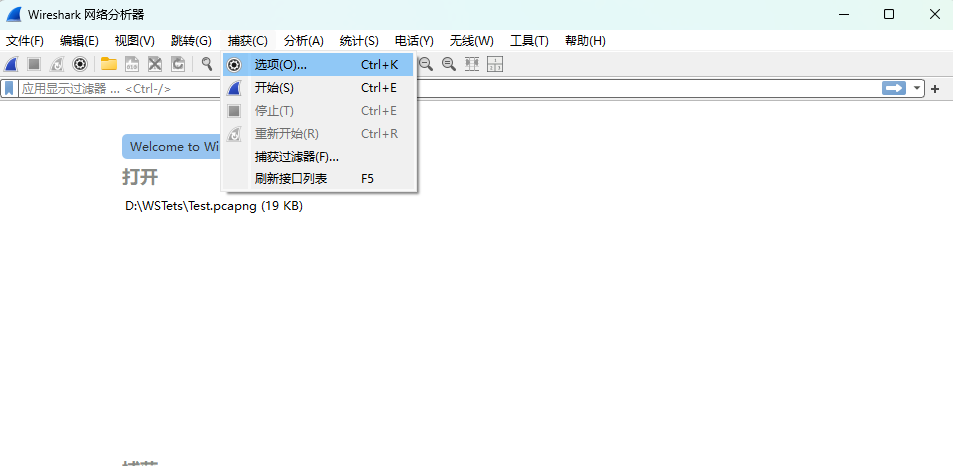 Wireshark 网络分析器
文件(F) 编辑(E) 视图(V) 跳转(G) 捕获(C) 分析(A) 统计(S) 电话(Y) 无线(W) 工具(T) 帮助(H)
应用显示过滤器 … <Ctrl-/>
选项(O)... Ctrl+K
开始(S) Ctrl+E
停止(T) Ctrl+E
重新开始(R) Ctrl+R
捕获过滤器(F)...
刷新接口列表 F5
Welcome to Wi
打开
D:\WSTets\Test.pcapng (19 KB)